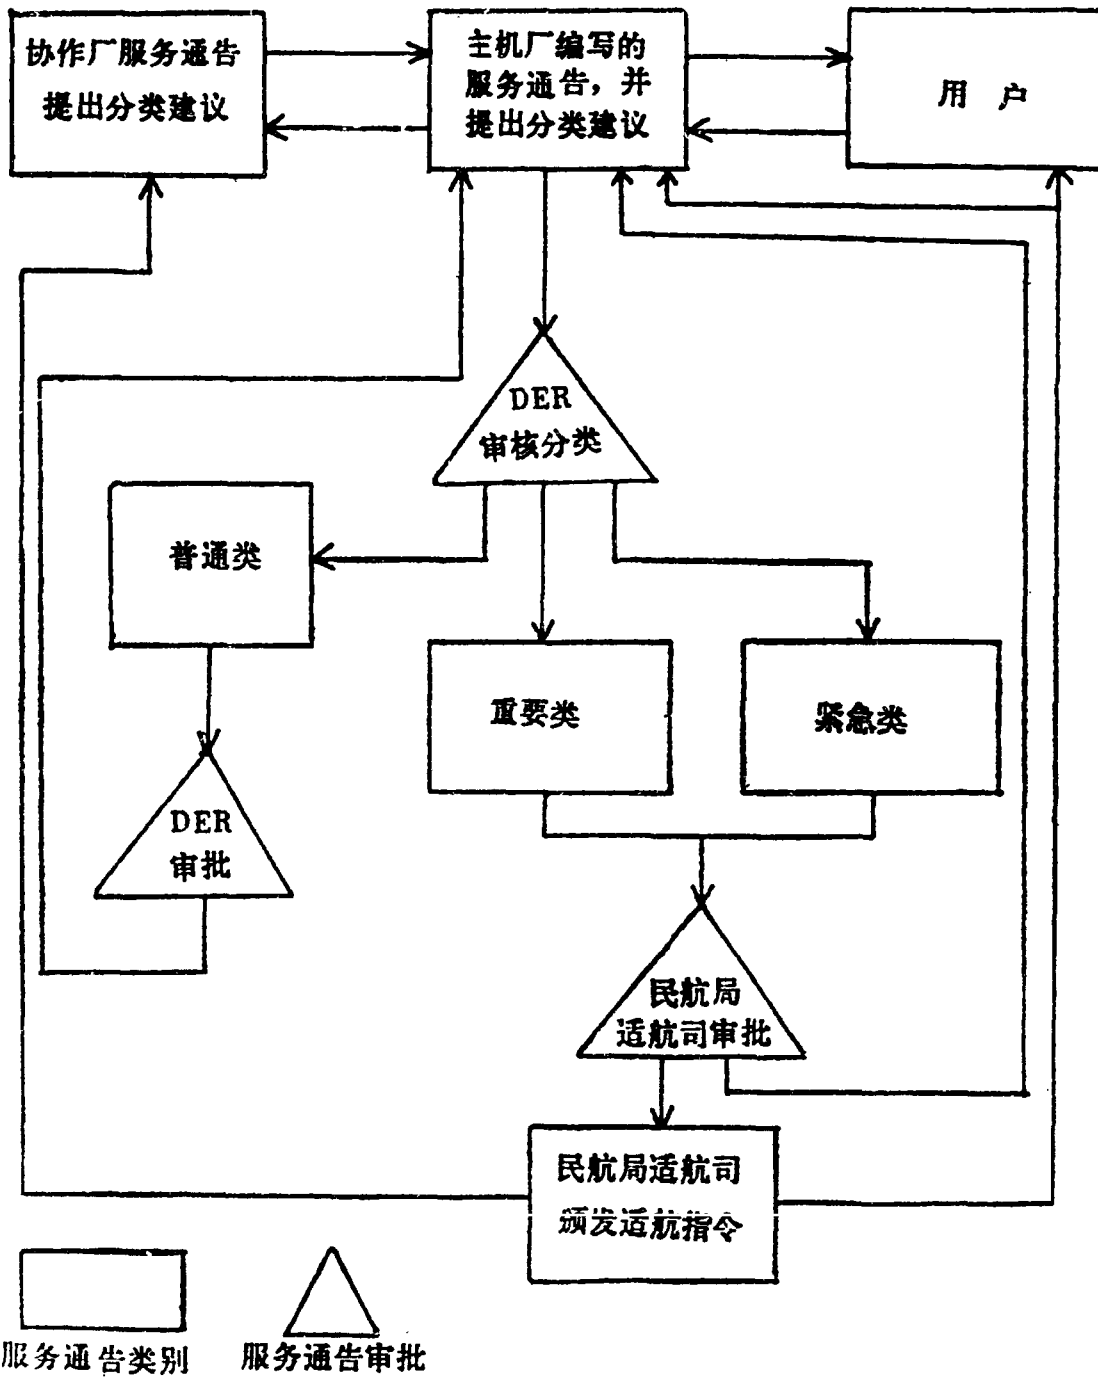 协作厂服务通告
提出分类建议
主机厂编写的
服务通告，并
提出分类建议
用 户
DER
审核分类
普通类
重要类
紧急类
DER
审批
民航局
适航司审批
民航局适航司
颁发适航指令
服务通告类别
服务通告审批